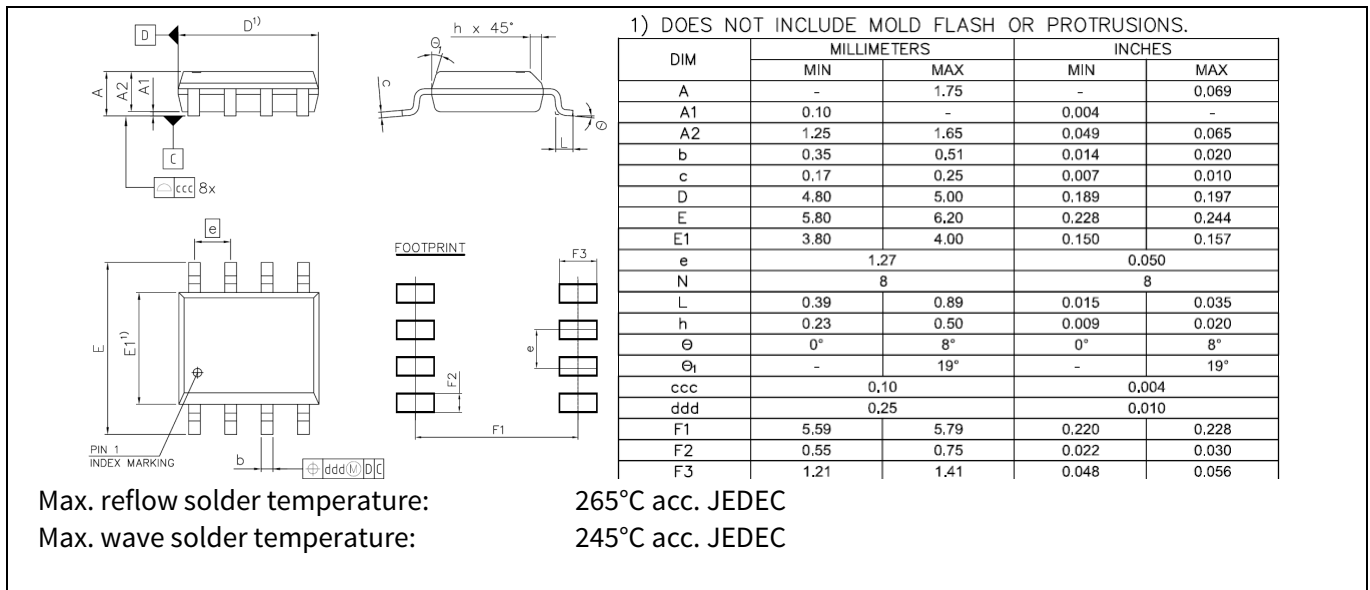 1) DOES NOT INCLUDE MOLD FLASH OR PROTRUSIONS.
D
D1)
A
A2
A1
C
ccc 8x
h x 45°
Θ1
c
L
Θ
e
E
E1 1)
PIN 1
INDEX MARKING
b
ddd M D C
FOOTPRINT
F3
e
F2
F1
DIM MILLIMETERS INCHES
MIN MAX MIN MAX
A - 1.75 - 0.069
A1 0.10 - 0.004 -
A2 1.25 1.65 0.049 0.065
b 0.35 0.51 0.014 0.020
c 0.17 0.25 0.007 0.010
D 4.80 5.00 0.189 0.197
E 5.80 6.20 0.228 0.244
E1 3.80 4.00 0.150 0.157
e 1.27 0.050
N 8 8
L 0.39 0.89 0.015 0.035
h 0.23 0.50 0.009 0.020
Θ 0° 8° 0° 8°
Θ1 - 19° - 19°
ccc 0.10 0.004
ddd 0.25 0.010
F1 5.59 5.79 0.220 0.228
F2 0.55 0.75 0.022 0.030
F3 1.21 1.41 0.048 0.056
Max. reflow solder temperature: 265°C acc. JEDEC
Max. wave solder temperature: 245°C acc. JEDEC